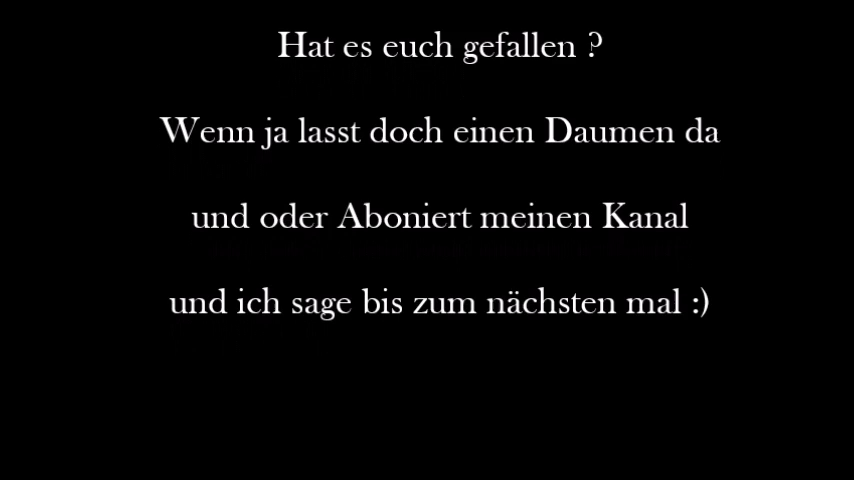 Hat es euch gefallen ?
Wenn ja lasst doch einen Daumen da
und oder Aboniert meinen Kanal
und ich sage bis zum nächsten mal :)